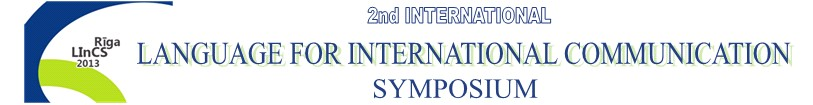 Rīga
LInCS
2013
2nd INTERNATIONAL
LANGUAGE FOR INTERNATIONAL COMMUNICATION
SYMPOSIUM